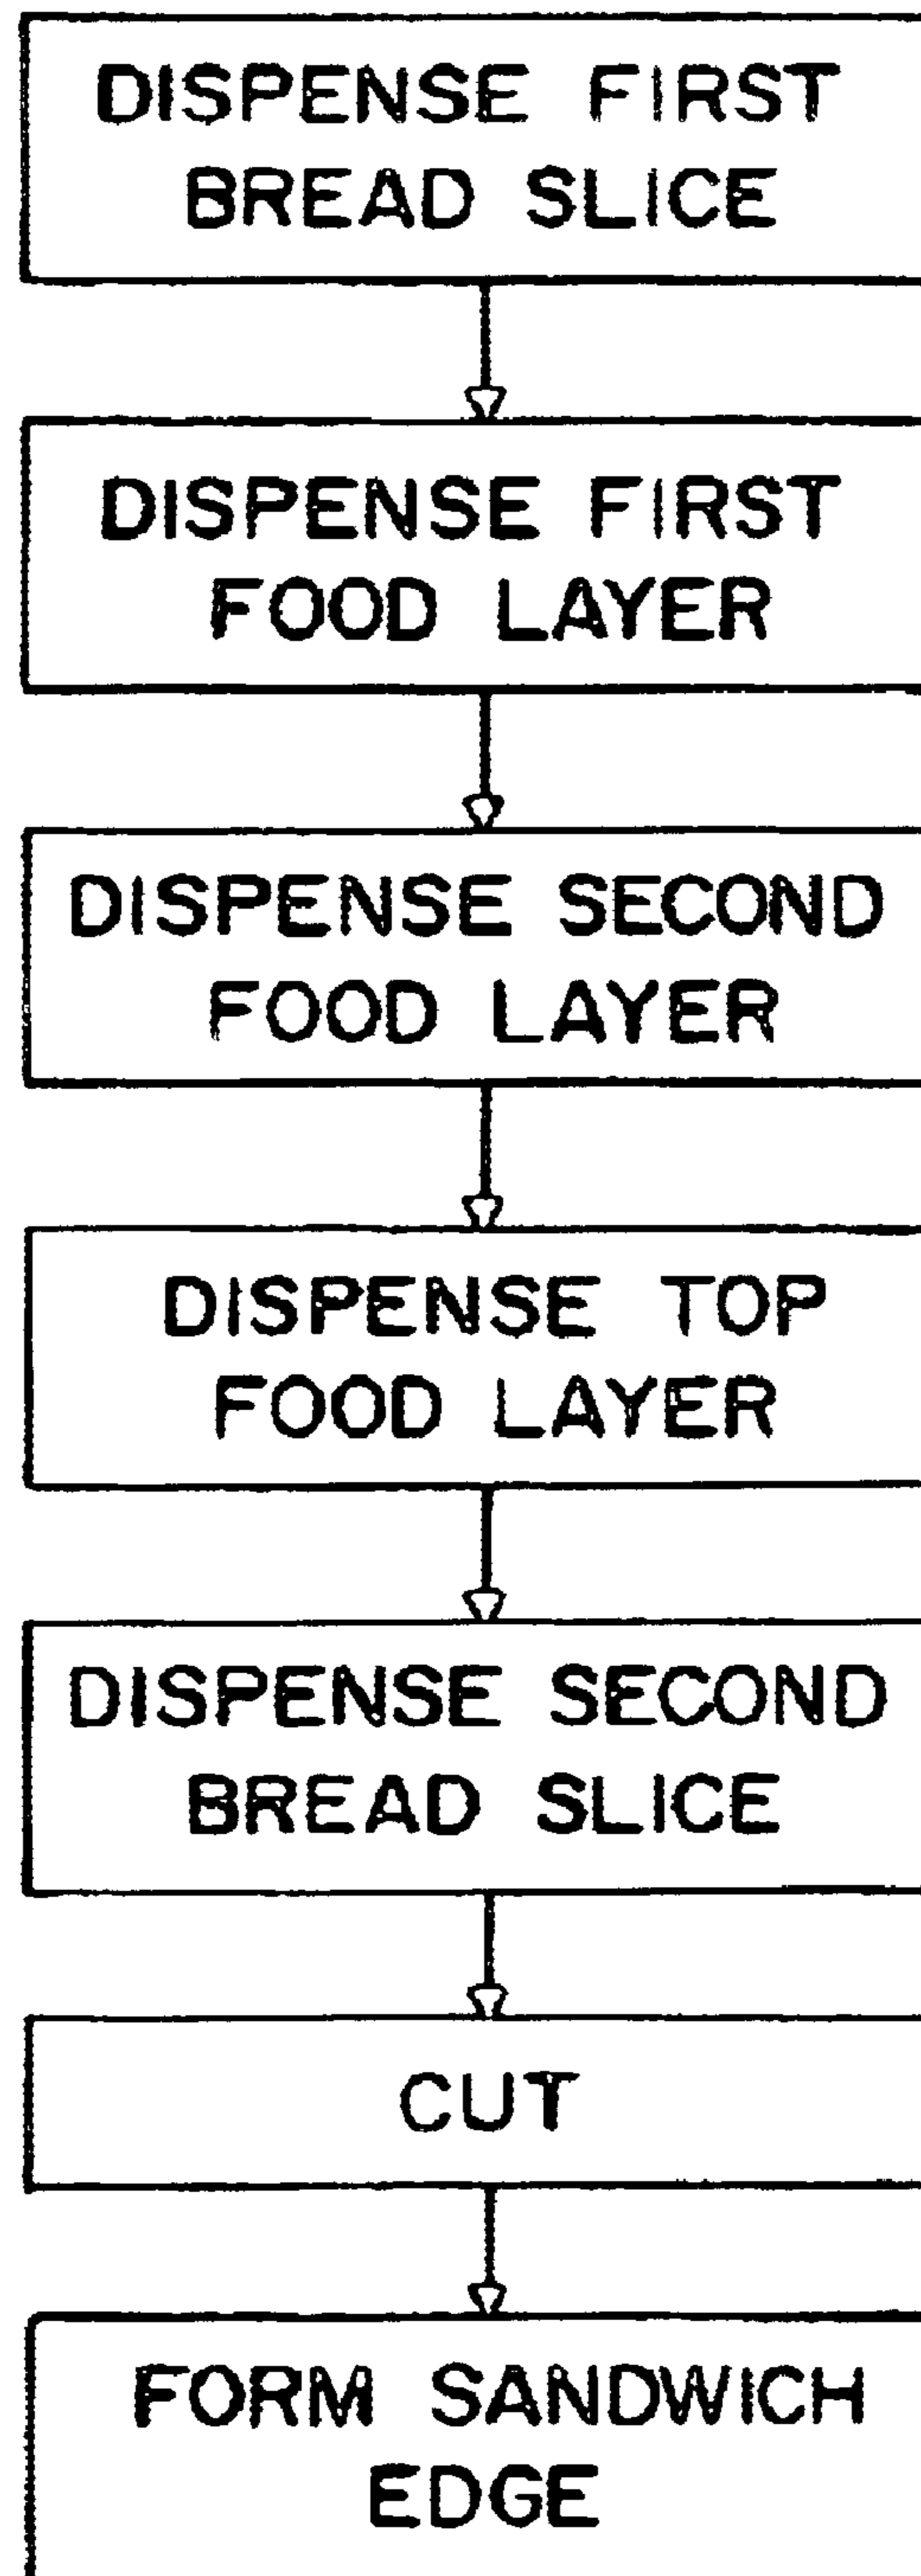 DISPENSE FIRST
BREAD SLICE
DISPENSE FIRST
FOOD LAYER
DISPENSE SECOND
FOOD LAYER
DISPENSE TOP
FOOD LAYER
DISPENSE SECOND
BREAD SLICE
CUT
FORM SANDWICH
EDGE